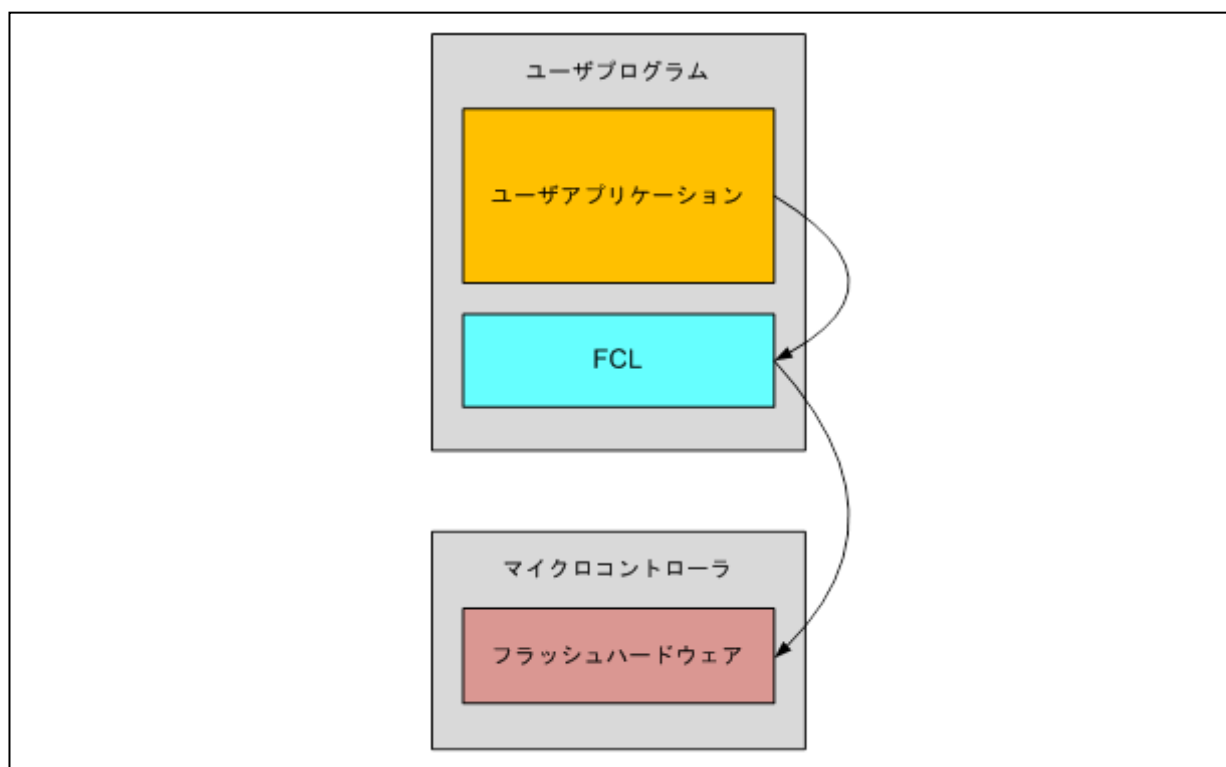 ユーザプログラム
ユーザアプリケーション
FCL
マイクロコントローラ
フラッシュハードウェア